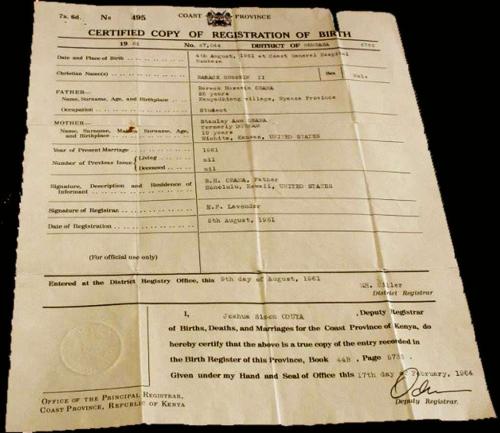 7s. 6d. No 495 COAST PROVINCE
CERTIFIED COPY OF REGISTRATION OF BIRTH
19 61 No. 47,044 DISTRICT OF MOMBASA 6733
Date and Place of Birth 4th August, 1961 at Coast General Hospital
Mombasa
Christian Name(s) BARACK HUSSEIN II Sex Male
FATHER—
Name, Surname, Age, and Birthplace
Barack Hussein OBAMA
26 years
village, Nyanza Province
Occupation Student
MOTHER—
Name, Surname, Maiden Surname, Age, and Birthplace
Stanley Ann OBAMA
formerly DUNHAM
18 years
Wichita, Kansas, UNITED STATES
Year of Present Marriage 1961
Number of Previous Issue Living nil
Deceased nil
Signature, Description and Residence of Informant
B.H. OBAMA, Father
Honolulu, Hawaii, UNITED STATES
Signature of Registrar E.F. Lavender
Date of Registration 5th August, 1961
(For official use only)
Entered at the District Registry Office, this 9th day of August, 1961
Miller
District Registrar
I, Joshua Simon ODUYA, Deputy Registrar
of Births, Deaths, and Marriages for the Coast Province of Kenya, do
hereby certify that the above is a true copy of the entry recorded in
the Birth Register of this Province, Book 44B, Page 5733.
Given under my Hand and Seal of Office this 17th day of February, 1964
OFFICE OF THE PRINCIPAL REGISTRAR,
COAST PROVINCE, REPUBLIC OF KENYA
Deputy Registrar.